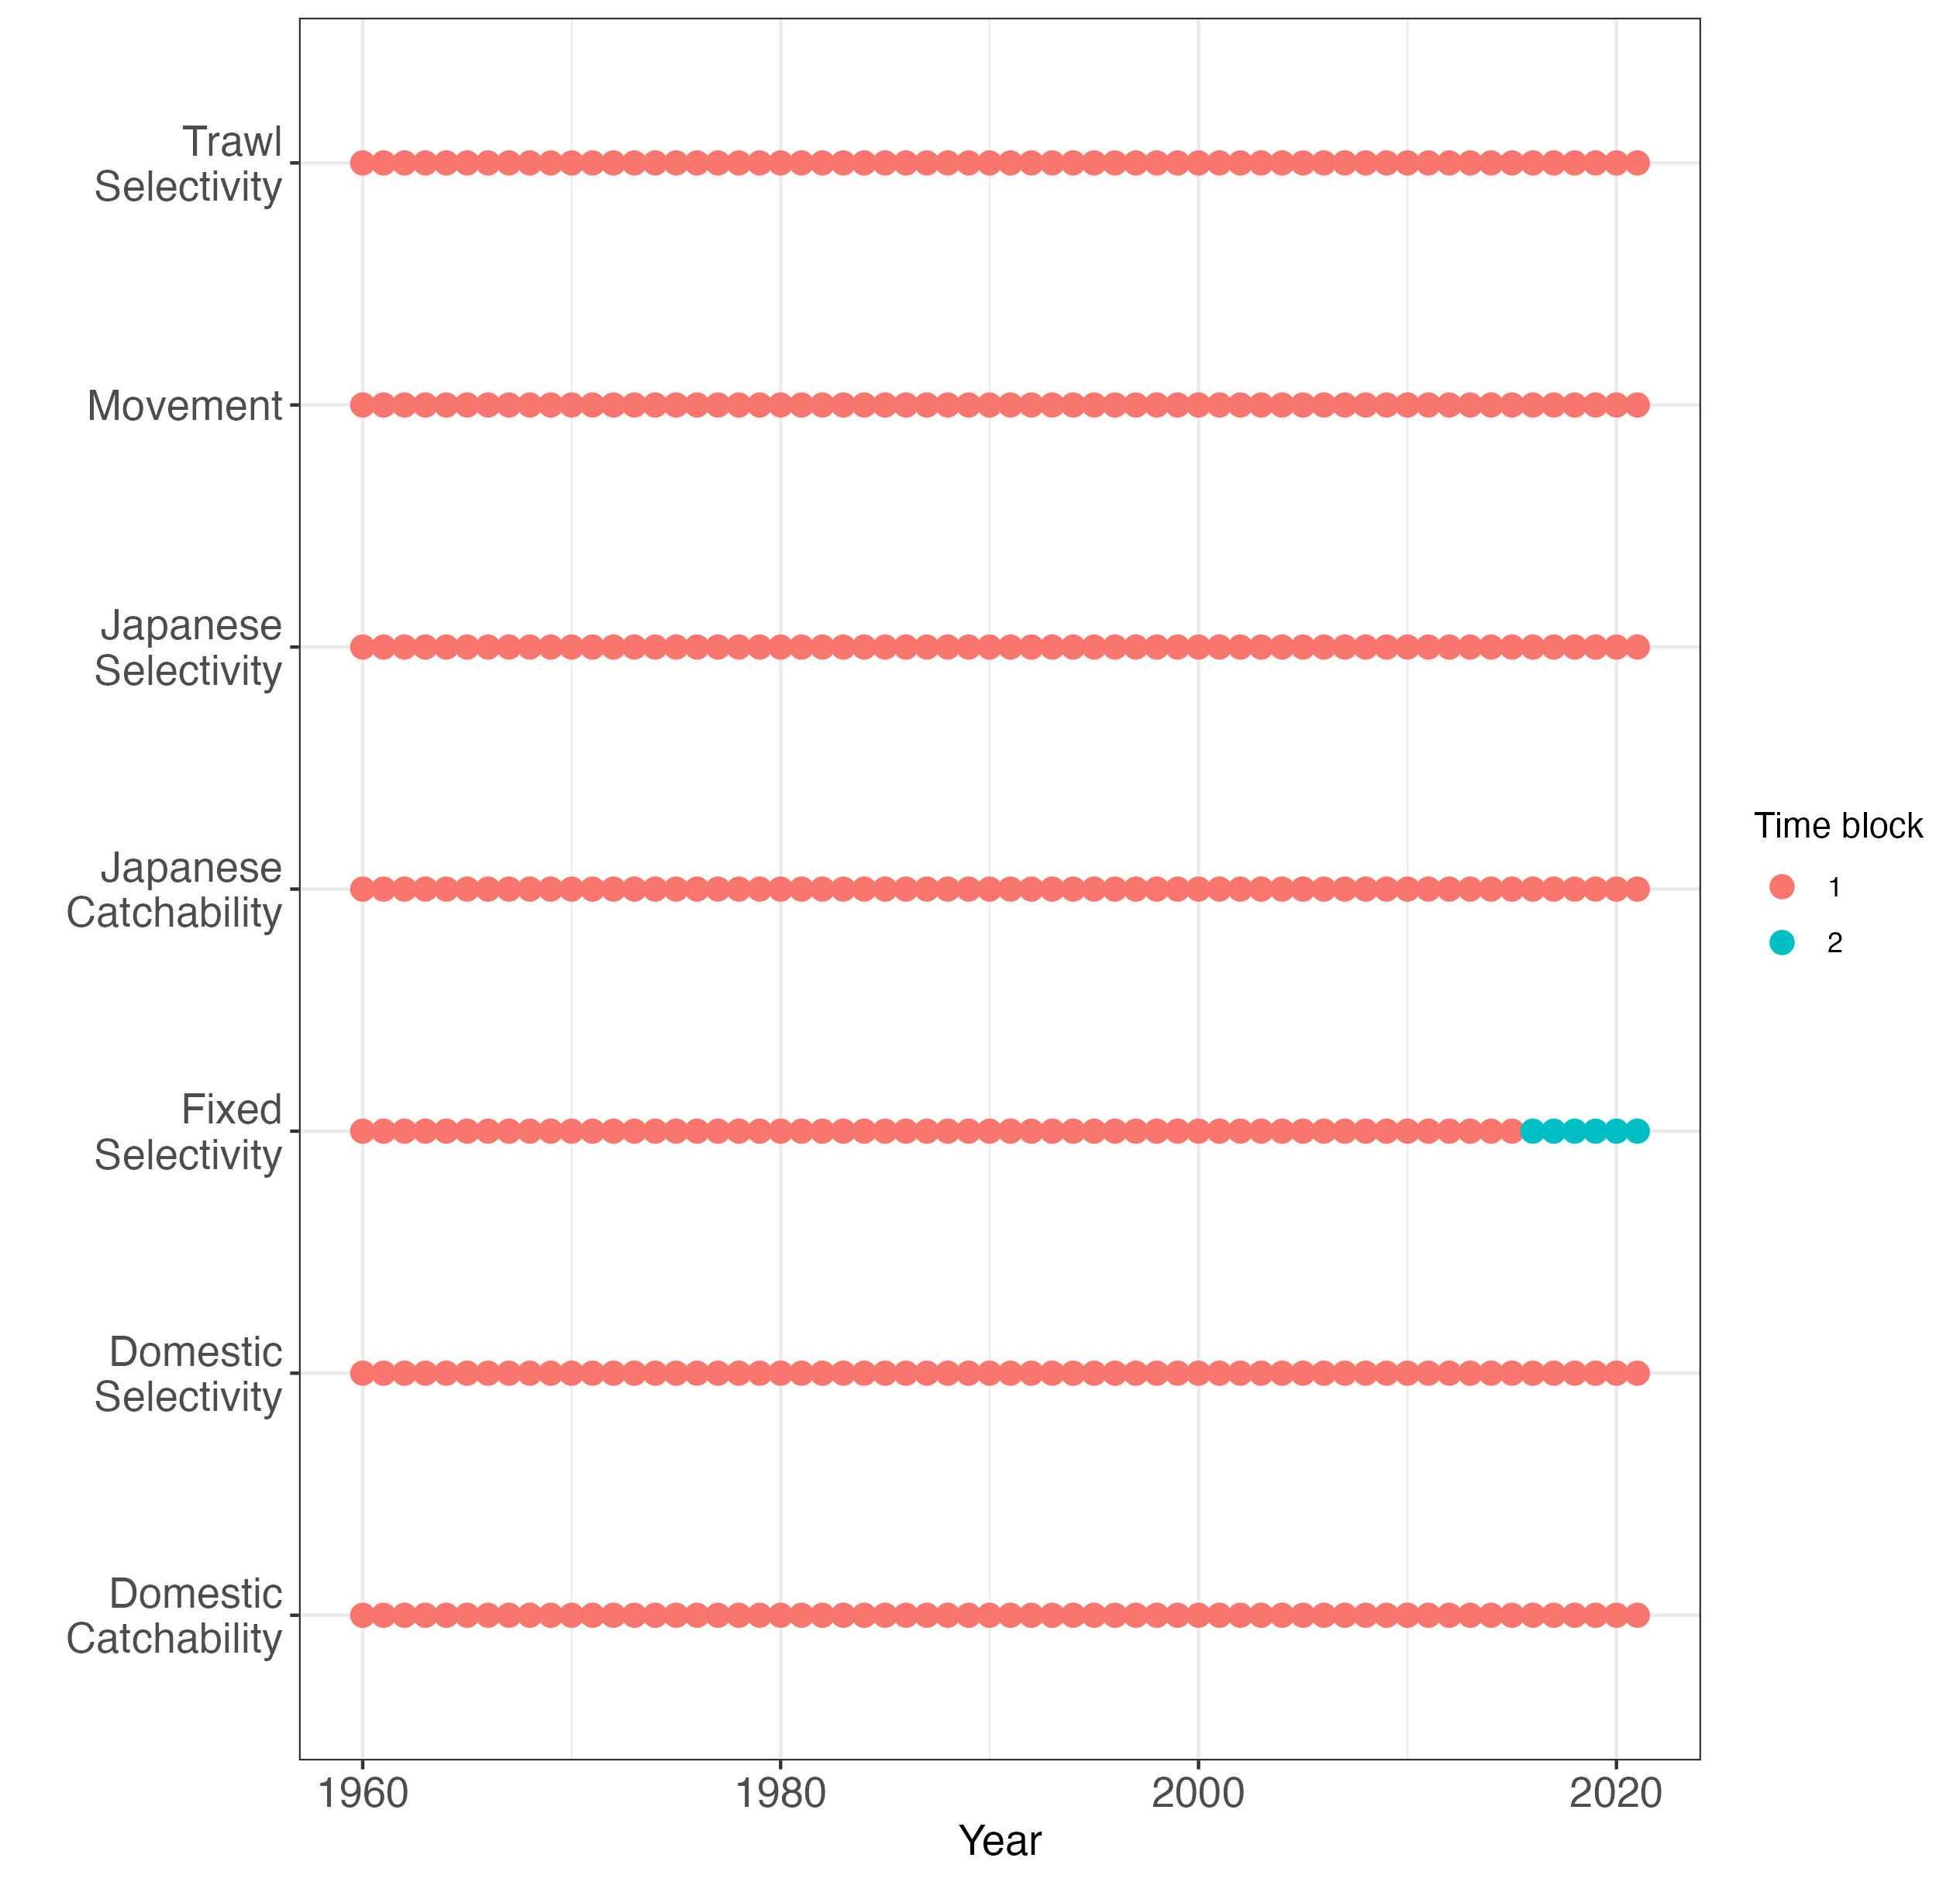 Trawl
Selectivity
Movement
Japanese
Selectivity
Japanese
Catchability
Fixed
Selectivity
Domestic
Selectivity
Domestic
Catchability
1960
1980
2000
2020
Year
Time block
1
2